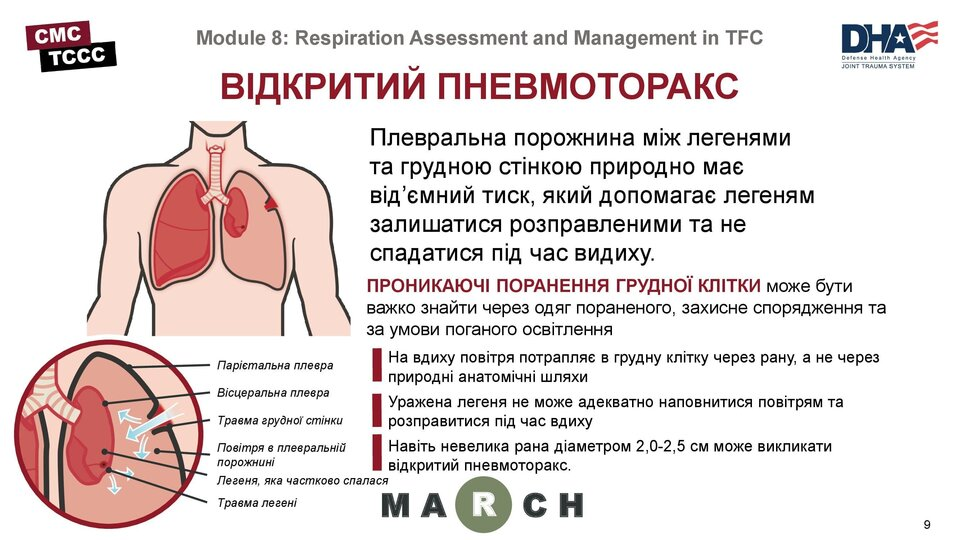 CMC
TCCC
Module 8: Respiration Assessment and Management in TFC
DHA
Defense Health Agency
JOINT TRAUMA SYSTEM
ВІДКРИТИЙ ПНЕВМОТОРАКС
Плевральна порожнина між легенями
та грудною стінкою природно має
від’ємний тиск, який допомагає легеням
залишатися розправленими та не
спадатися під час видиху.
ПРОНИКАЮЧІ ПОРАНЕННЯ ГРУДНОЇ КЛІТКИ може бути
важко знайти через одяг пораненого, захисне спорядження та
за умови поганого освітлення
На вдиху повітря потрапляє в грудну клітку через рану, а не через
природні анатомічні шляхи
Уражена легеня не може адекватно наповнитися повітрям та
розправитися під час вдиху
Навіть невелика рана діаметром 2,0-2,5 см може викликати
відкритий пневмоторакс.
Парієтальна плевра
Вісцеральна плевра
Травма грудної стінки
Повітря в плевральній
порожнині
Легеня, яка частково спалася
Травма легені
MARCH
9